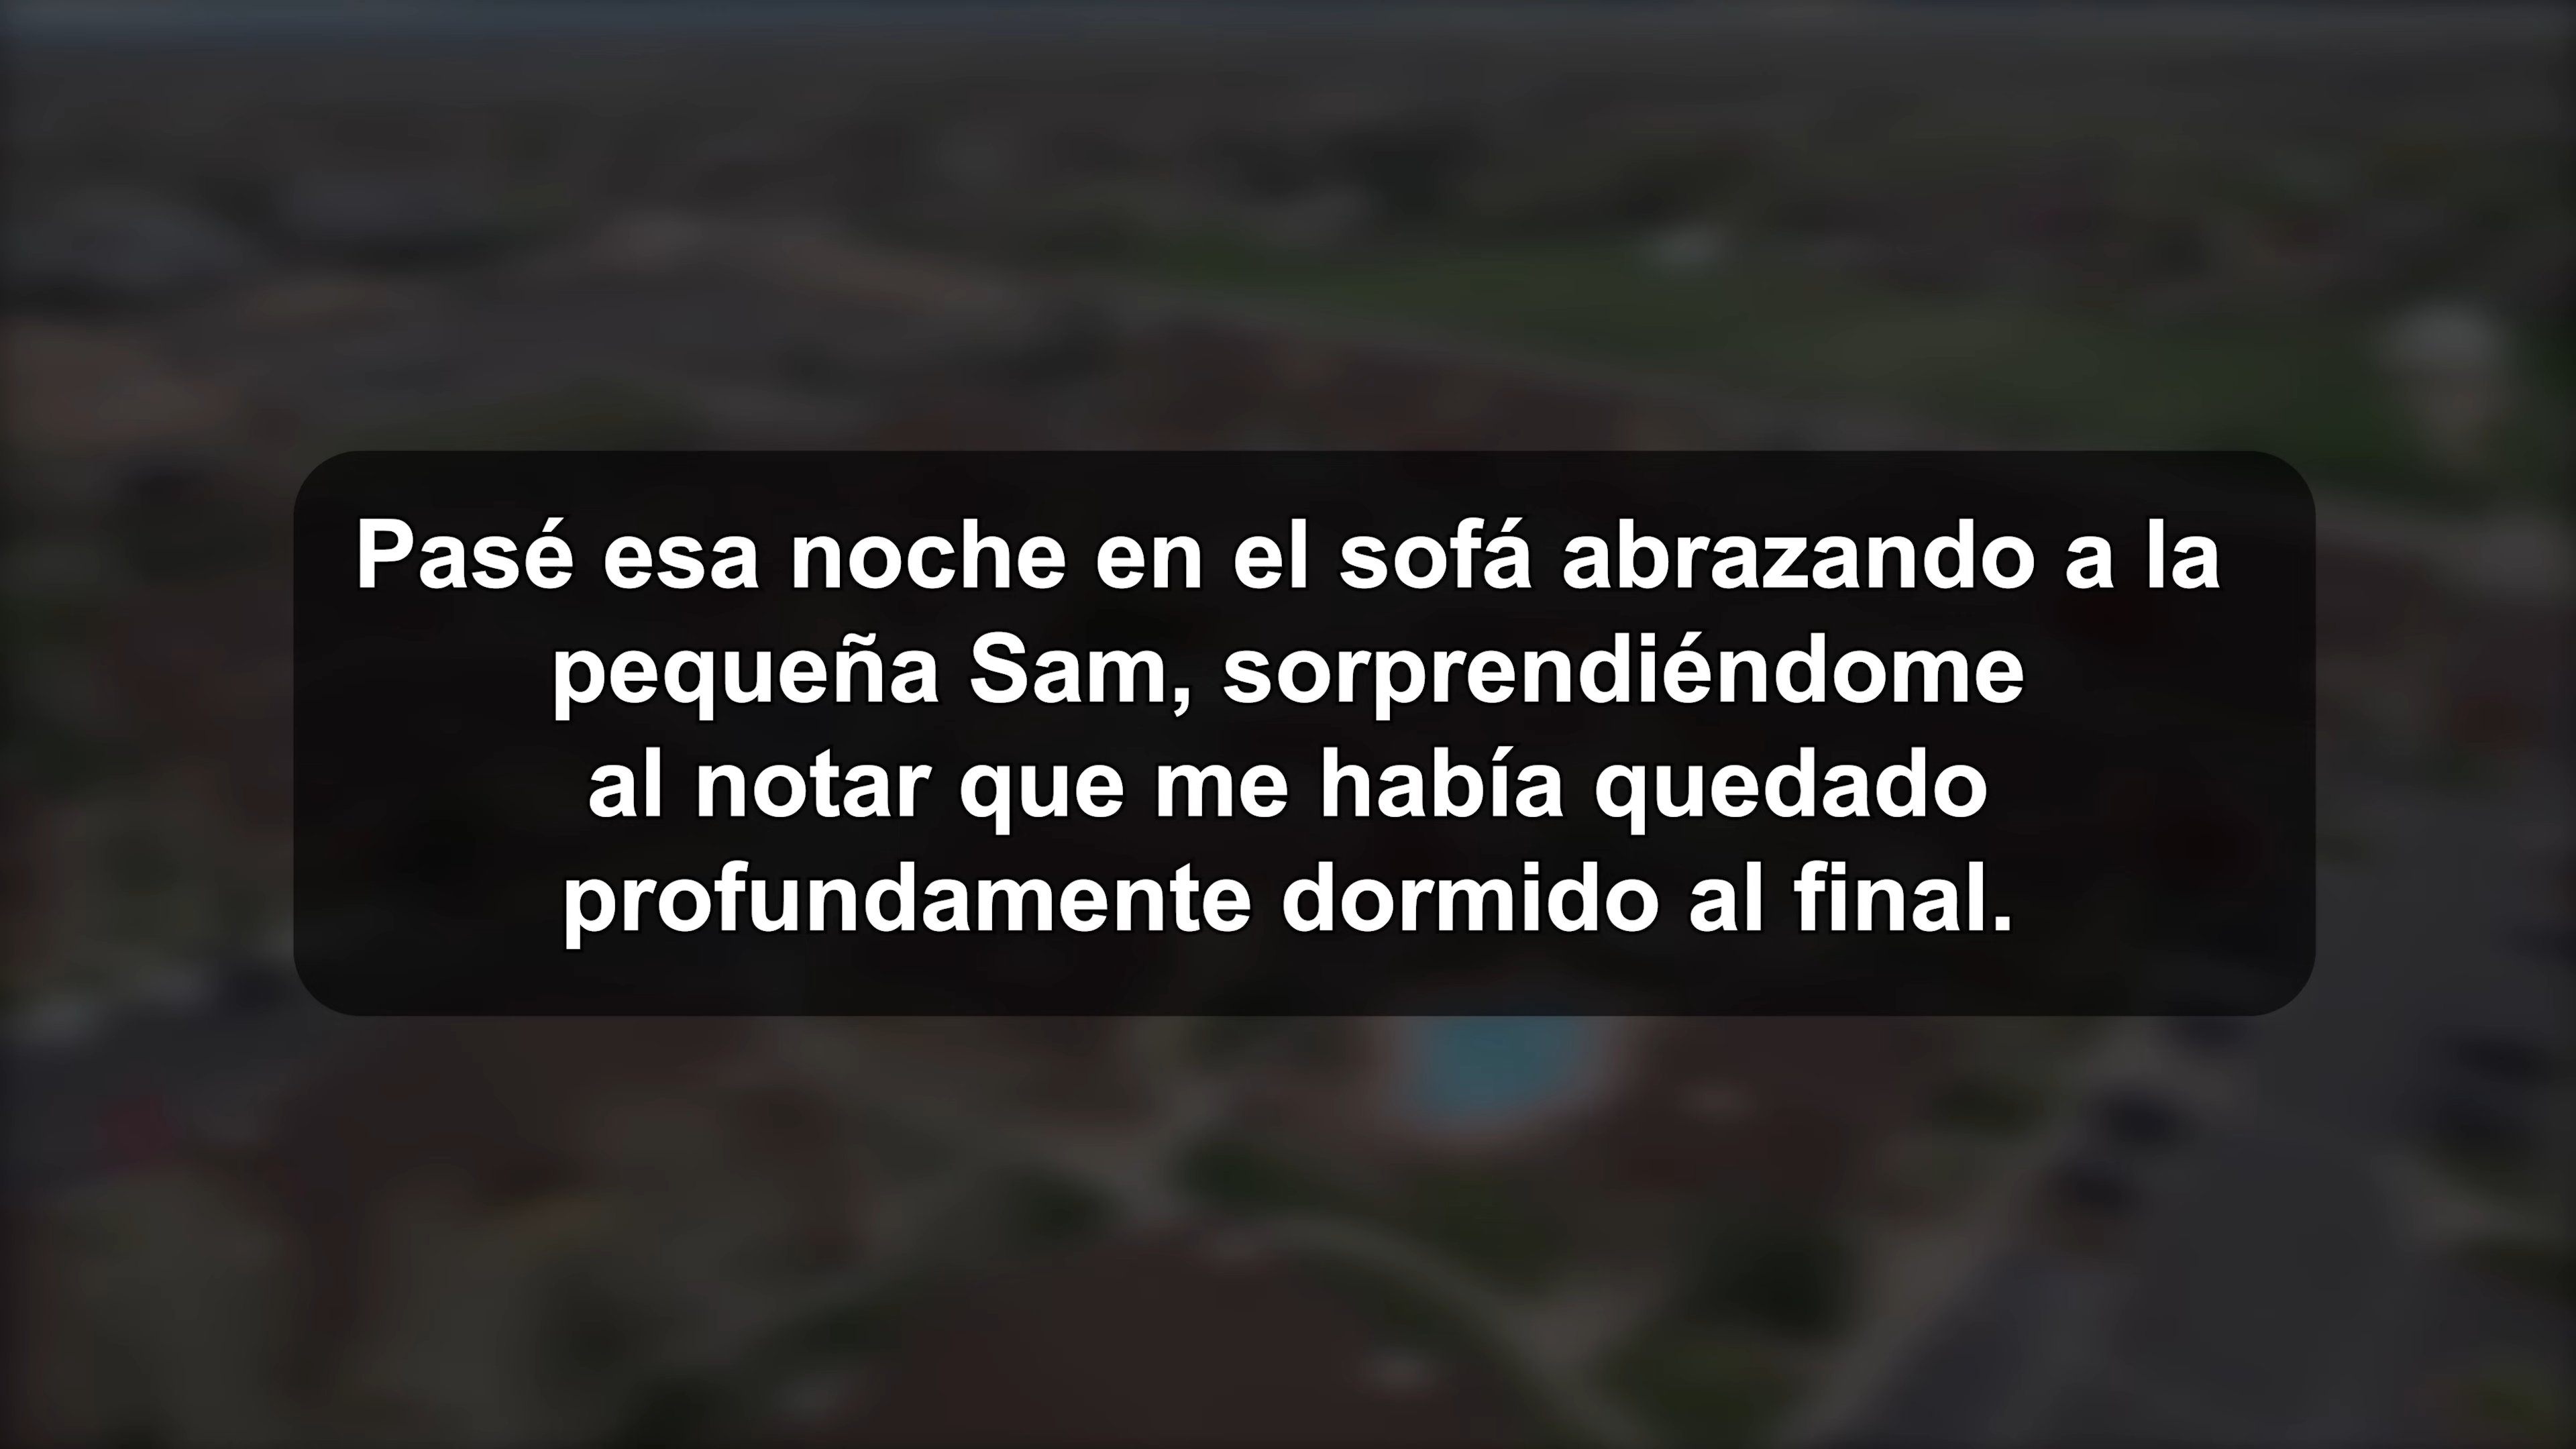 Pasé esa noche en el sofá abrazando a la
pequeña Sam, sorprendiéndome
al notar que me había quedado
profundamente dormido al final.